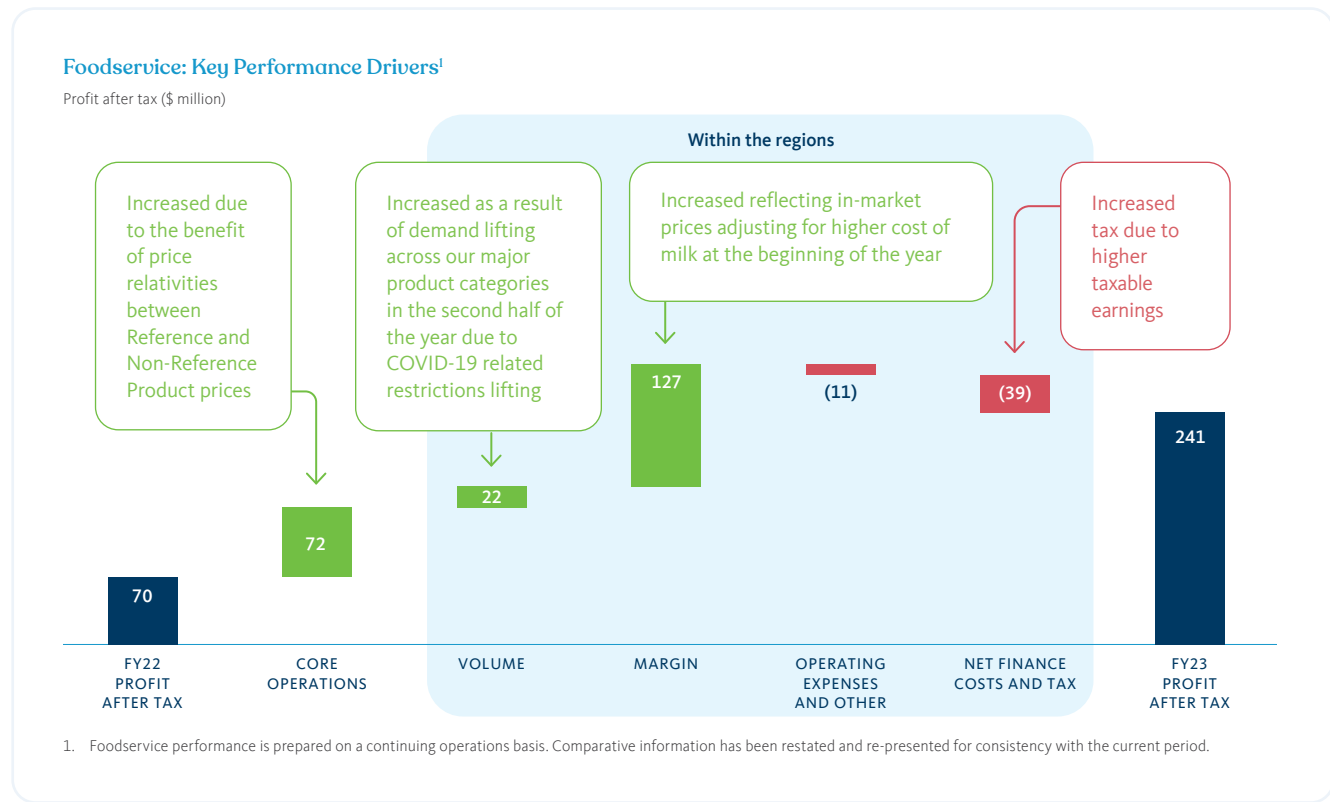 Foodservice: Key Performance Drivers¹
Profit after tax ($ million)
Within the regions
Increased due
to the benefit
of price
relativities
between
Reference and
Non-Reference
Product prices
Increased as a result
of demand lifting
across our major
product categories
in the second half of
the year due to
COVID-19 related
restrictions lifting
Increased reflecting in-market
prices adjusting for higher cost of
milk at the beginning of the year
Increased
tax due to
higher
taxable
earnings
70
72
22
127
(11)
(39)
241
FY22
PROFIT
AFTER TAX
CORE
OPERATIONS
VOLUME
MARGIN
OPERATING
EXPENSES
AND OTHER
NET FINANCE
COSTS AND TAX
FY23
PROFIT
AFTER TAX
1. Foodservice performance is prepared on a continuing operations basis. Comparative information has been restated and re-presented for consistency with the current period.